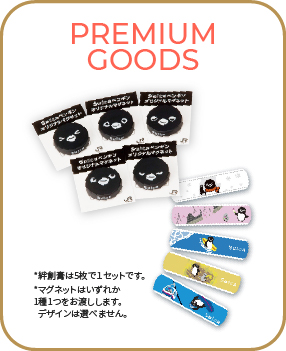 PREMIUM
GOODS
Suicaのペンギン
オリジナルマグネット
Suicaのペンギン
オリジナルマグネット
Suicaのペンギン
オリジナルマグネット
Suicaのペンギン
オリジナルマグネット
Suicaのペンギン
オリジナルマグネット
Suica
Suica
Suica
*絆創膏は5枚で1セットです。
*マグネットはいずれか
1種1つをお渡しします。
デザインは選べません。